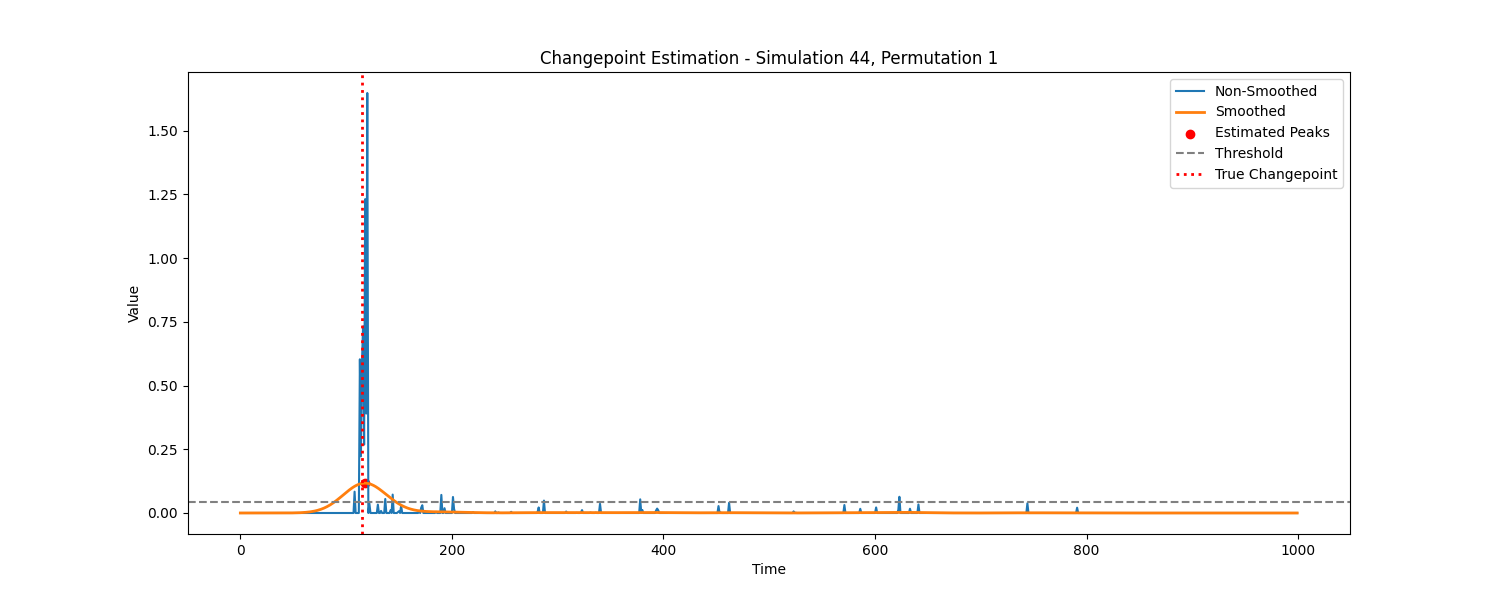 Changepoint Estimation - Simulation 44, Permutation 1
Non-Smoothed
Smoothed
Estimated Peaks
Threshold
True Changepoint
Value
1.50
1.25
1.00
0.75
0.50
0.25
0.00
0 200 400 600 800 1000
Time